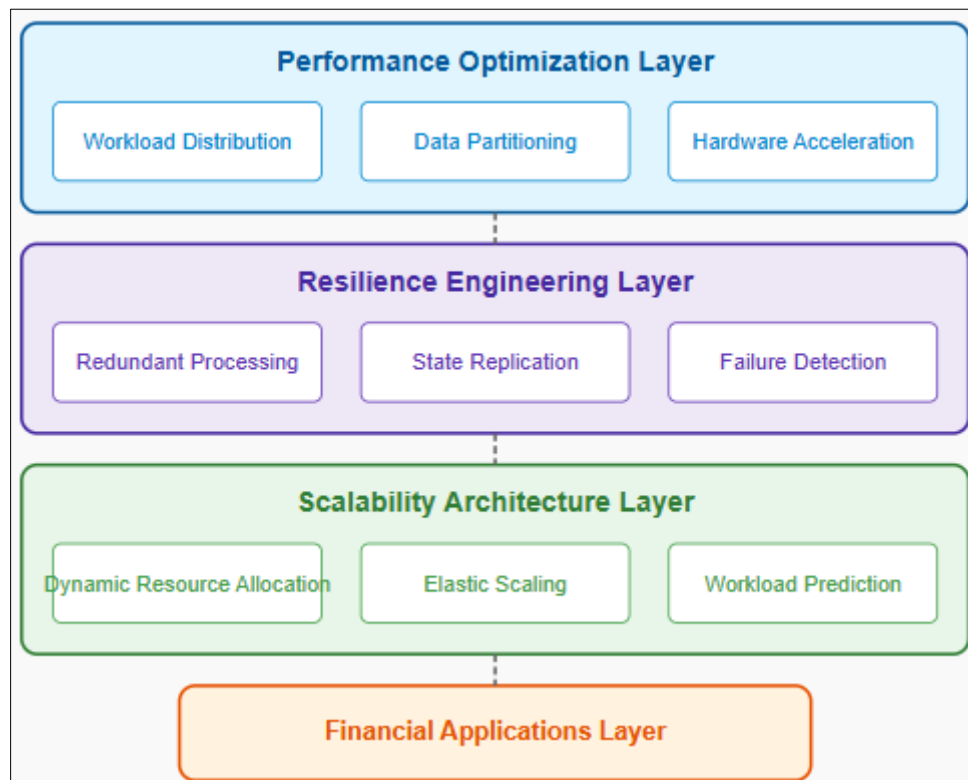 Performance Optimization Layer
Workload Distribution
Data Partitioning
Hardware Acceleration
Resilience Engineering Layer
Redundant Processing
State Replication
Failure Detection
Scalability Architecture Layer
Dynamic Resource Allocation
Elastic Scaling
Workload Prediction
Financial Applications Layer